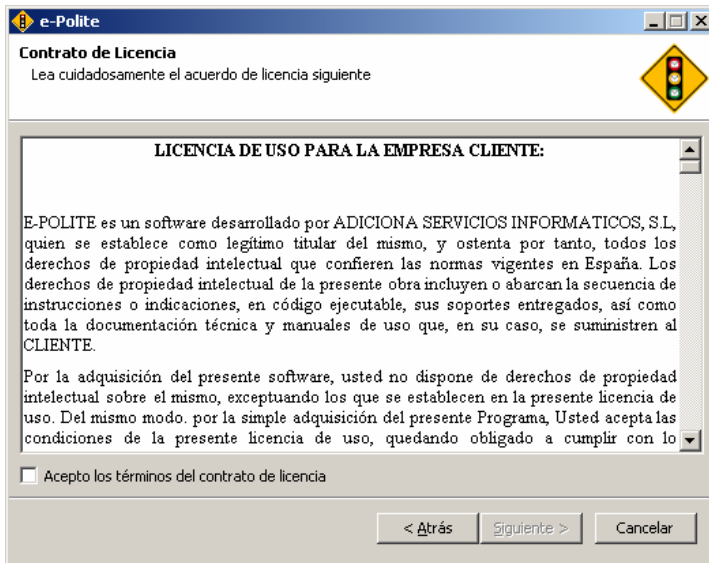 e-Polite
Contrato de Licencia
Lea cuidadosamente el acuerdo de licencia siguiente
LICENCIA DE USO PARA LA EMPRESA CLIENTE:
E-POLITE es un software desarrollado por ADICIONA SERVICIOS INFORMATICOS, S.L,
quien se establece como legítimo titular del mismo, y ostenta por tanto, todos los
derechos de propiedad intelectual que confieren las normas vigentes en España. Los
derechos de propiedad intelectual de la presente obra incluyen o abarcan la secuencia de
instrucciones o indicaciones, en código ejecutable, sus soportes entregados, así como
toda la documentación técnica y manuales de uso que, en su caso, se suministren al
CLIENTE.
Por la adquisición del presente software, usted no dispone de derechos de propiedad
intelectual sobre el mismo, exceptuando los que se establecen en la presente licencia de
uso. Del mismo modo. por la simple adquisición del presente Programa, Usted acepta las
condiciones de la presente licencia de uso, quedando obligado a cumplir con lo
Acepto los términos del contrato de licencia
< Atrás
Siguiente >
Cancelar